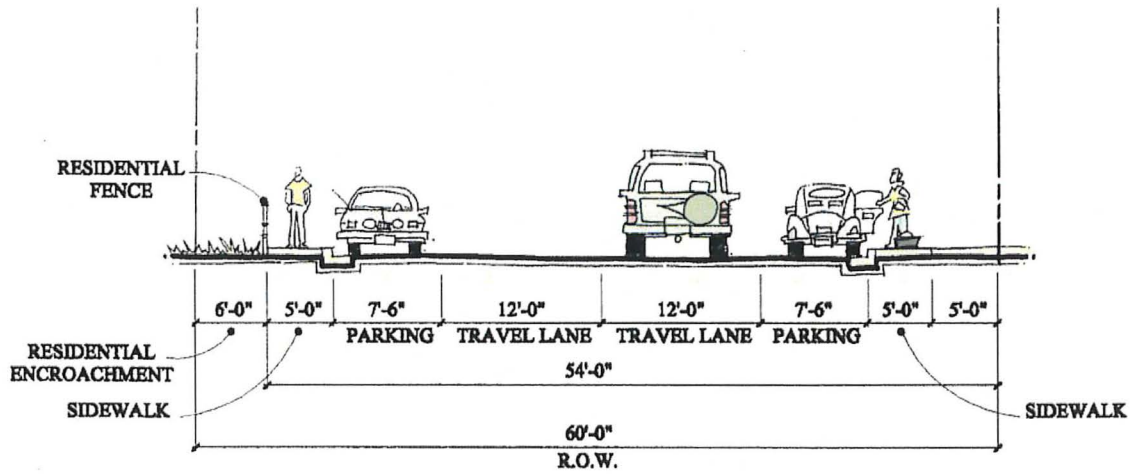 RESIDENTIAL
FENCE
6'-0" 5'-0" 7'-6" 12'-0" 12'-0" 7'-6" 5'-0" 5'-0"
PARKING TRAVEL LANE TRAVEL LANE PARKING
RESIDENTIAL
ENCROACHMENT
54'-0"
SIDEWALK
SIDEWALK
60'-0"
R.O.W.